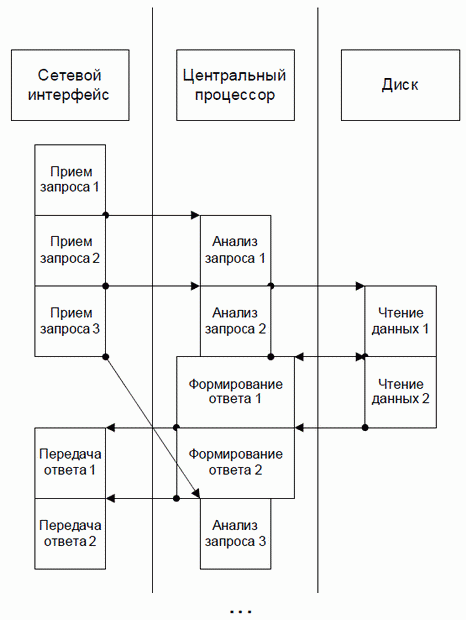 Сетевой
интерфейс
Центральный
процессор
Диск
Прием
запроса 1
Прием
запроса 2
Анализ
запроса 1
Прием
запроса 3
Анализ
запроса 2
Чтение
данных 1
Формирование
ответа 1
Чтение
данных 2
Передача
ответа 1
Формирование
ответа 2
Передача
ответа 2
Анализ
запроса 3
...